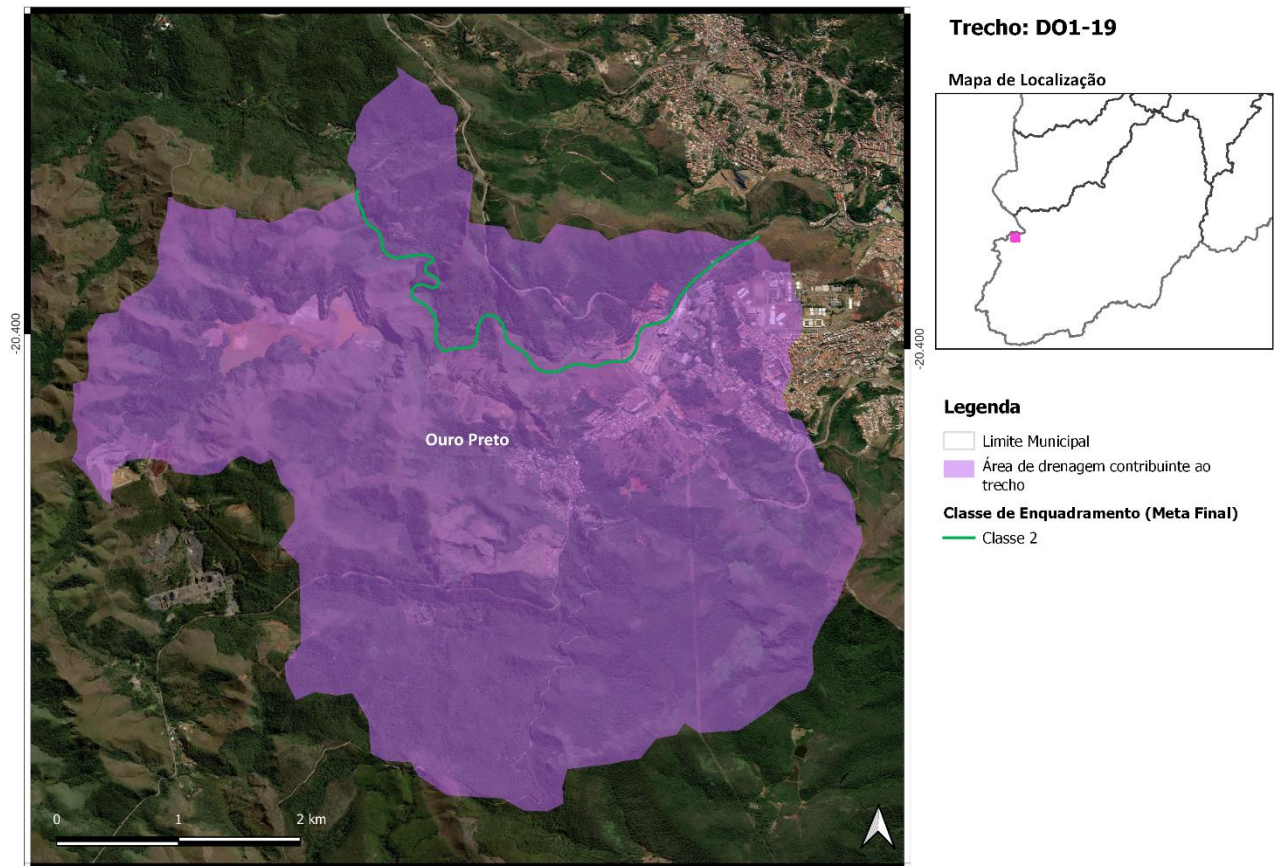 Trecho: DO1-19
Mapa de Localização
-20.400
-20.400
Ouro Preto
0 1 2 km
Legenda
Limite Municipal
Área de drenagem contribuinte ao
trecho
Classe de Enquadramento (Meta Final)
Classe 2